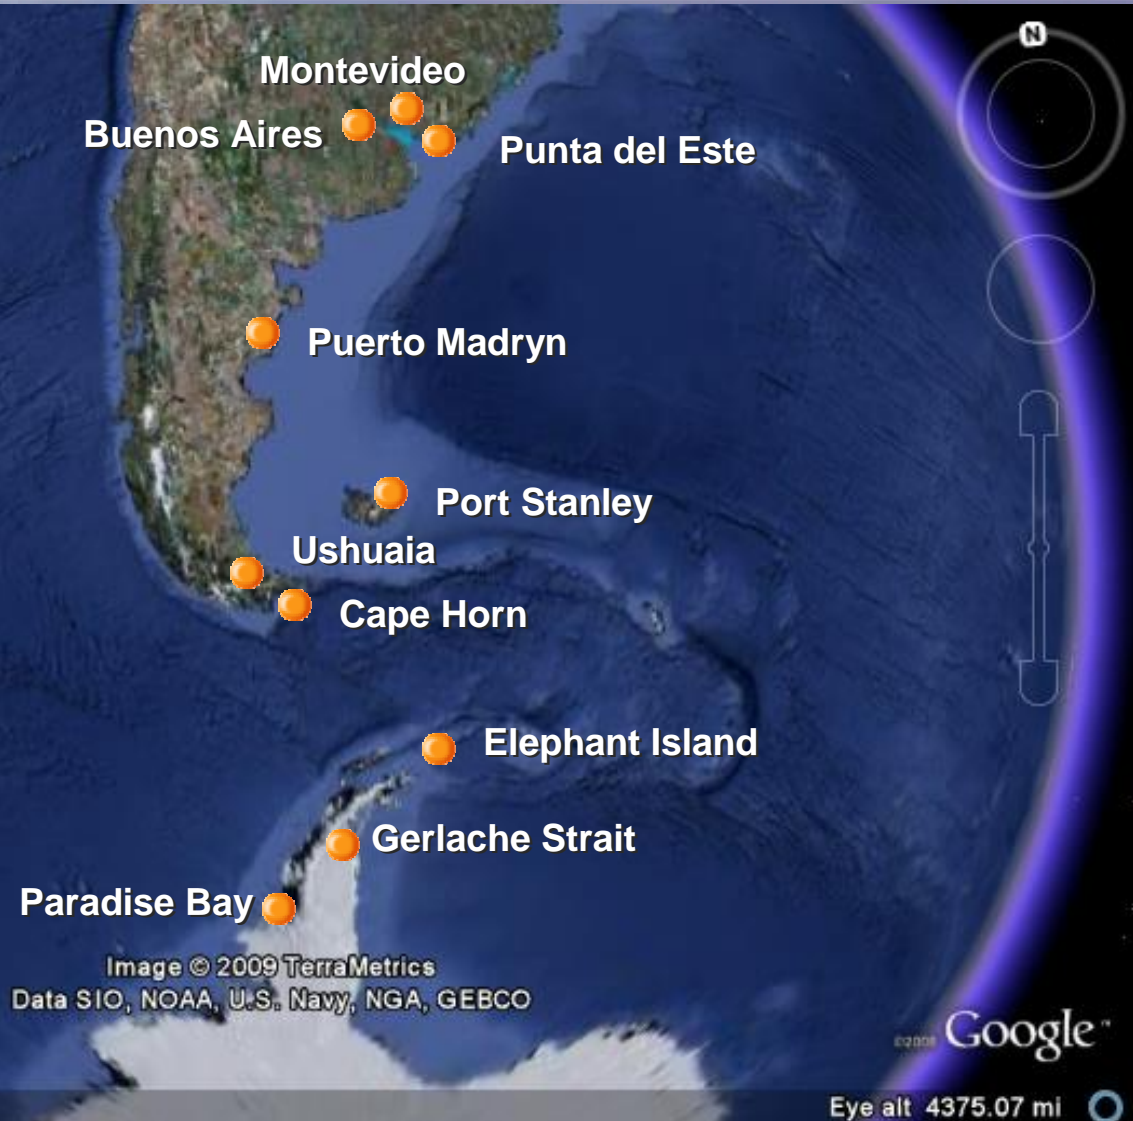 N
Montevideo
Buenos Aires
Punta del Este
Puerto Madryn
Port Stanley
Ushuaia
Cape Horn
Elephant Island
Gerlache Strait
Paradise Bay
Image © 2009 TerraMetrics
Data SIO, NOAA, U.S. Navy, NGA, GEBCO
Google™
Eye alt 4375.07 mi